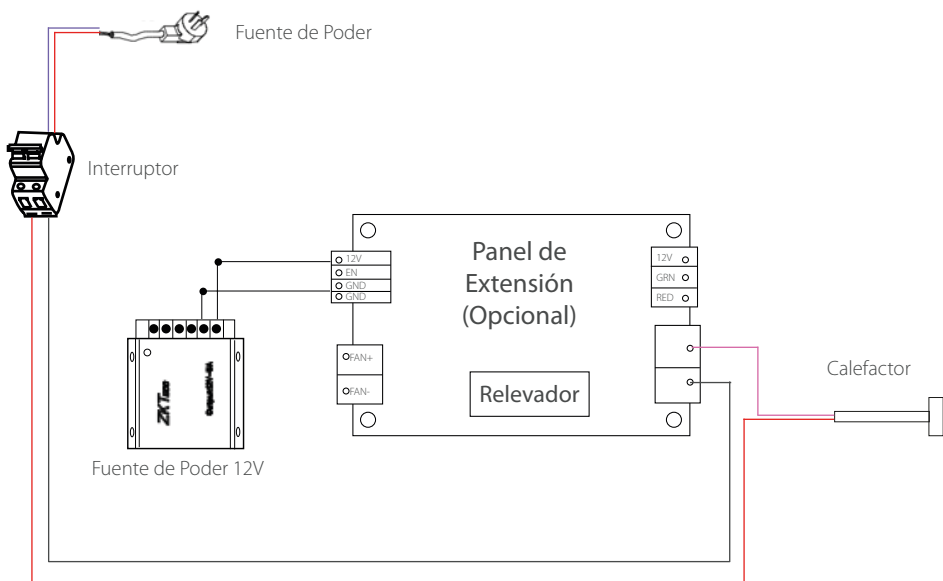 Fuente de Poder
Interruptor
Panel de
Extensión
(Opcional)
12V
EN
GND
GND
12V
GRN
RED
FAN+
FAN-
Relevador
Calefactor
ZKTeco
Fuente de Poder 12V